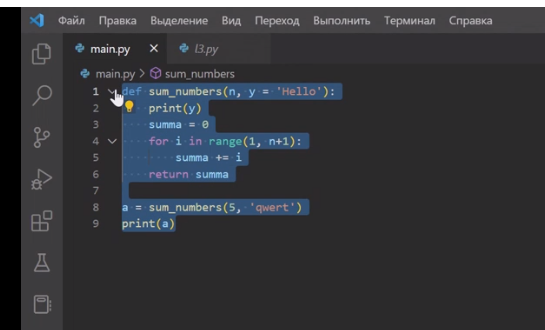 Файл Правка Выделение Вид Переход Выполнить Терминал Справка
main.py l3.py
main.py > sum_numbers
1 def sum_numbers(n, y = 'Hello'):
2     print(y)
3     summa = 0
4     for i in range(1, n+1):
5         summa += i
6     return summa
7
8 a = sum_numbers(5, 'qwert')
9 print(a)